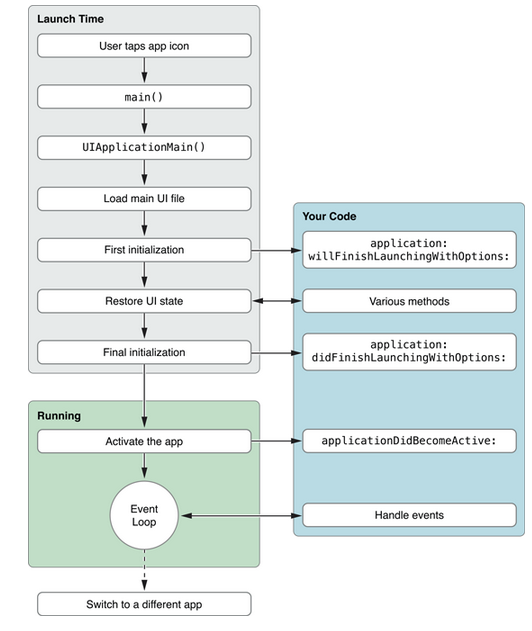 Launch Time
User taps app icon
main()
UIApplicationMain()
Load main UI file
First initialization
Restore UI state
Final initialization
Your Code
application:
willFinishLaunchingWithOptions:
Various methods
application:
didFinishLaunchingWithOptions:
applicationDidBecomeActive:
Handle events
Running
Activate the app
Event
Loop
Switch to a different app